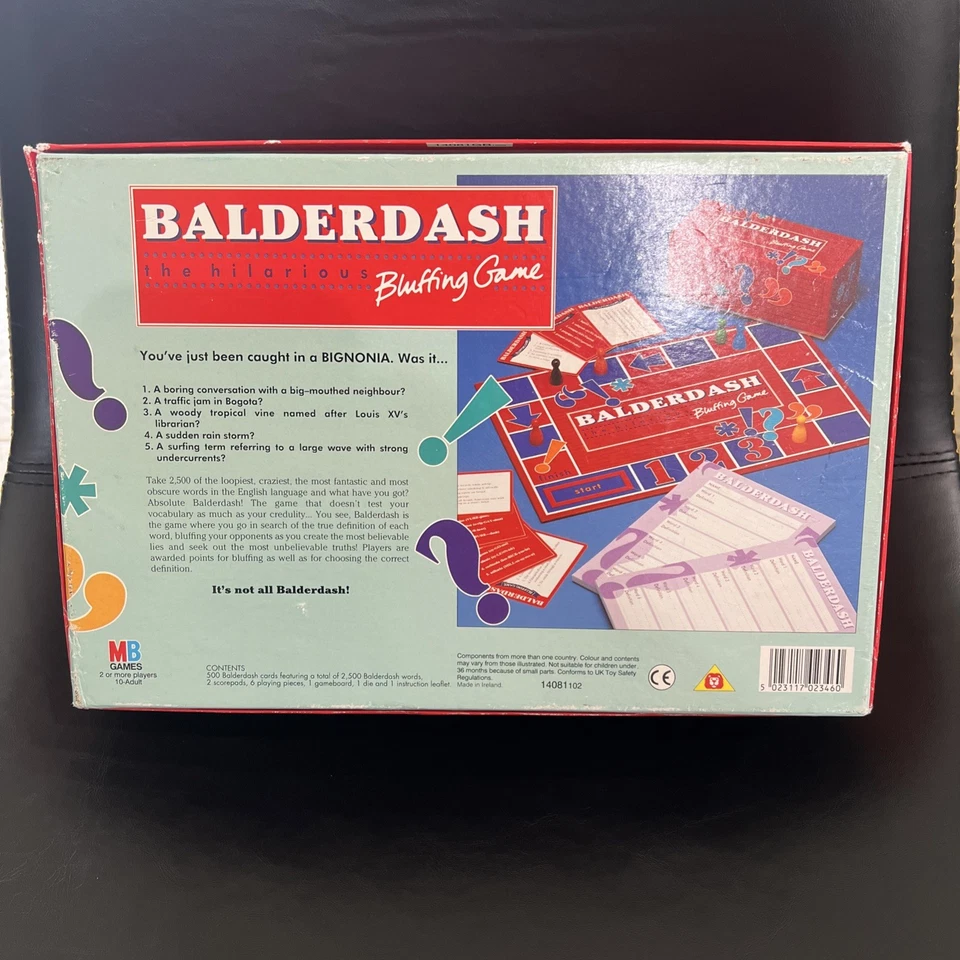 BALDERDASH
the hilarious Bluffing Game
You've just been caught in a BIGNONIA. Was it...
1. A boring conversation with a big-mouthed neighbour?
2. A traffic jam in Bogota?
3. A woody tropical vine named after Louis XV's
librarian?
4. A sudden rain storm?
5. A surfing term referring to a large wave with strong
undercurrents?
Take 2,500 of the loopiest, craziest, the most fantastic and most
obscure words in the English language and what have you got?
Absolute Balderdash! The game that doesn't test your
vocabulary as much as your credulity... You see, Balderdash is
the game where you go in search of the true definition of each
word, bluffing your opponents as you create the most believable
lies and seek out the most unbelievable truths! Players are
awarded points for bluffing as well as for choosing the correct
definition.
It's not all Balderdash!
MB
GAMES
2 or more players
10-Adult
CONTENTS
500 Balderdash cards featuring a total of 2,500 Balderdash words,
2 scorepads, 6 playing pieces, 1 gameboard, 1 die and 1 instruction leaflet.
BALDERDASH
Bluffing Game
BALDERDASH
BALDERDASH
Bluffing Game
finish
start
1 2 3
BALDERDASH
BALDERDASH
BALDERDASH
Components from more than one country. Colour and contents
may vary from those illustrated. Not suitable for children under
36 months because of small parts. Conforms to UK Toy Safety
Regulations.
Made in Ireland.
14081102
CE
5 023117 023460